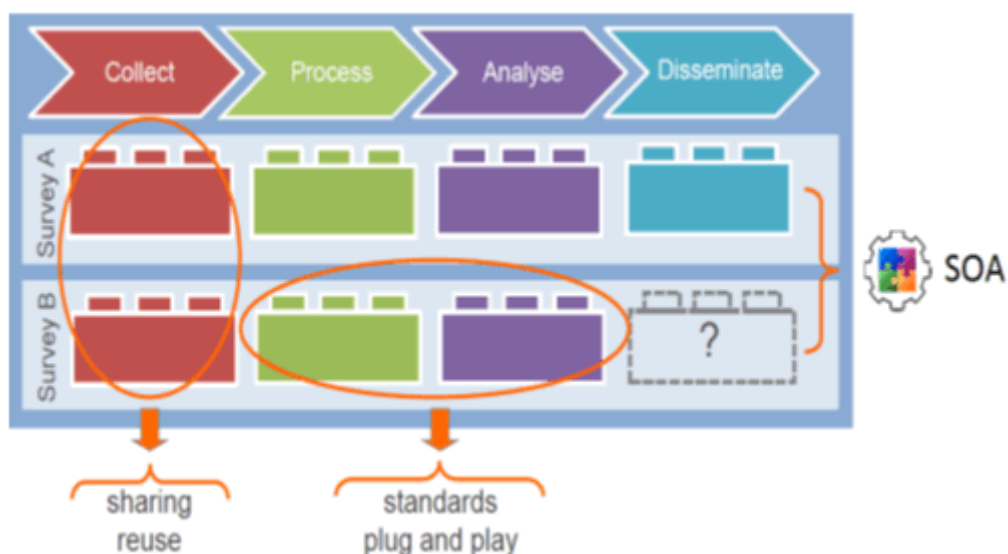 Collect
Process
Analyse
Disseminate
Survey A
Survey B
?
SOA
sharing
reuse
standards
plug and play